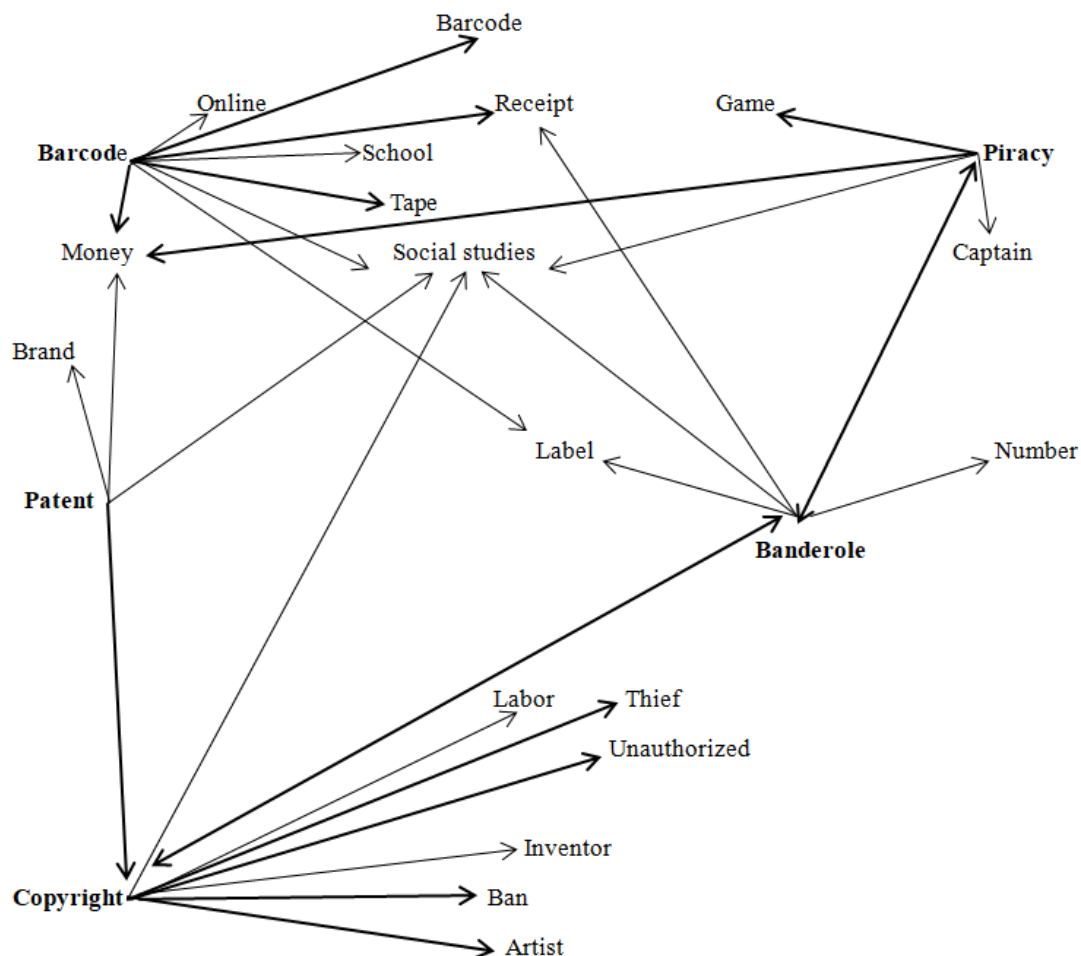 Barcode
Online
Receipt
Game
Barcode
School
Piracy
Tape
Money
Social studies
Captain
Brand
Label
Number
Patent
Banderole
Labor
Thief
Unauthorized
Inventor
Copyright
Ban
Artist